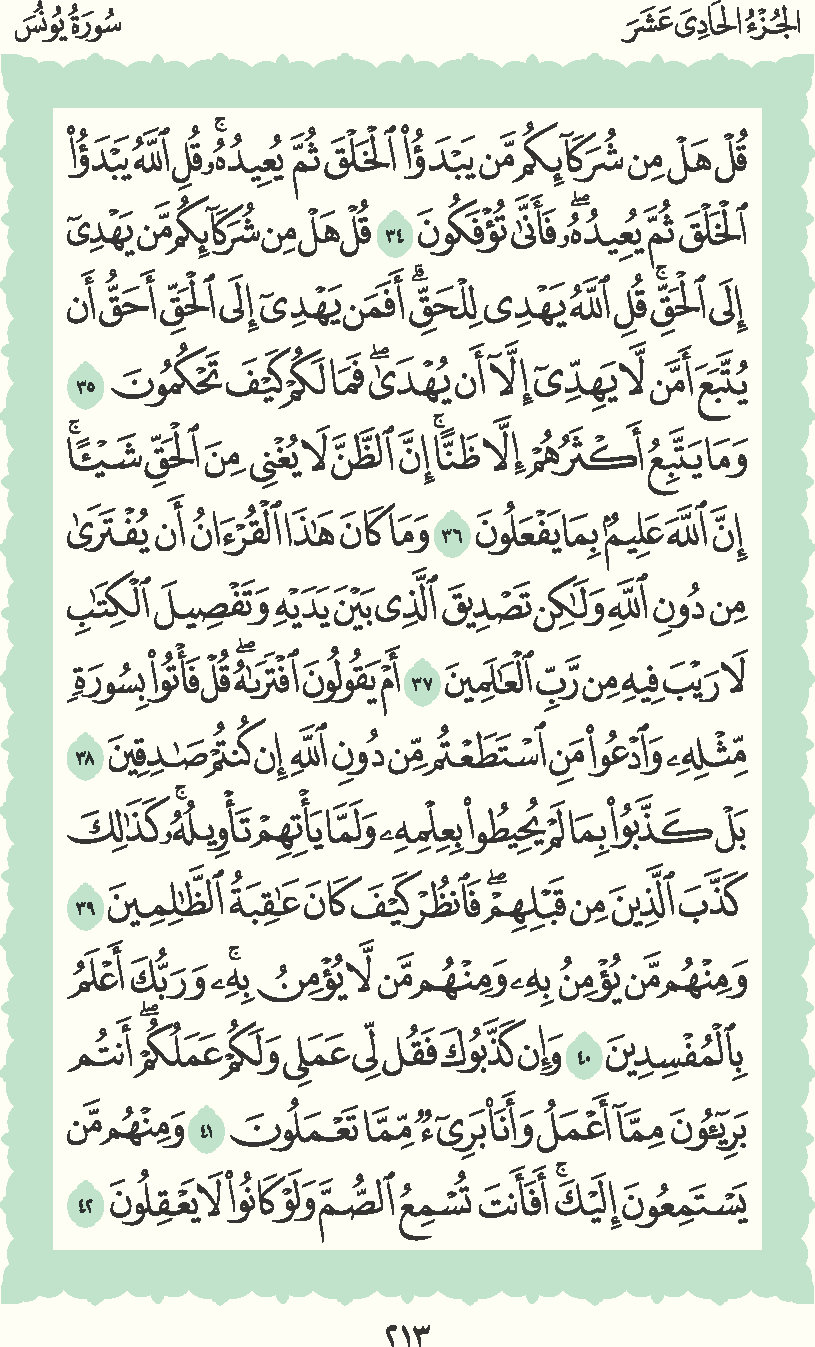 الجُزْءُ الحَادِى عَشَرَ
سُورَةُ يُونُسَ
قُلْ هَلْ مِن شُرَكَآئِكُم مَّن يَبْدَؤُا۟ ٱلْخَلْقَ ثُمَّ يُعِيدُهُۥ ۚ قُلِ ٱللَّهُ يَبْدَؤُا۟
ٱلْخَلْقَ ثُمَّ يُعِيدُهُۥ ۖ فَأَنَّىٰ تُؤْفَكُونَ ٣٤ قُلْ هَلْ مِن شُرَكَآئِكُم مَّن يَهْدِىٓ
إِلَى ٱلْحَقِّ ۚ قُلِ ٱللَّهُ يَهْدِى لِلْحَقِّ ۗ أَفَمَن يَهْدِىٓ إِلَى ٱلْحَقِّ أَحَقُّ أَن
يُتَّبَعَ أَمَّن لَّا يَهِدِّىٓ إِلَّآ أَن يُهْدَىٰ ۖ فَمَا لَكُمْ كَيْفَ تَحْكُمُونَ ٣٥
وَمَا يَتَّبِعُ أَكْثَرُهُمْ إِلَّا ظَنًّا ۚ إِنَّ ٱلظَّنَّ لَا يُغْنِى مِنَ ٱلْحَقِّ شَيْـًٔا ۚ
إِنَّ ٱللَّهَ عَلِيمٌۢ بِمَا يَفْعَلُونَ ٣٦ وَمَا كَانَ هَـٰذَا ٱلْقُرْءَانُ أَن يُفْتَرَىٰ
مِن دُونِ ٱللَّهِ وَلَـٰكِن تَصْدِيقَ ٱلَّذِى بَيْنَ يَدَيْهِ وَتَفْصِيلَ ٱلْكِتَـٰبِ
لَا رَيْبَ فِيهِ مِن رَّبِّ ٱلْعَـٰلَمِينَ ٣٧ أَمْ يَقُولُونَ ٱفْتَرَىٰهُ ۖ قُلْ فَأْتُوا۟ بِسُورَةٍ
مِّثْلِهِۦ وَٱدْعُوا۟ مَنِ ٱسْتَطَعْتُم مِّن دُونِ ٱللَّهِ إِن كُنتُمْ صَـٰدِقِينَ ٣٨
بَلْ كَذَّبُوا۟ بِمَا لَمْ يُحِيطُوا۟ بِعِلْمِهِۦ وَلَمَّا يَأْتِهِمْ تَأْوِيلُهُۥ ۚ كَذَٰلِكَ
كَذَّبَ ٱلَّذِينَ مِن قَبْلِهِمْ ۖ فَٱنظُرْ كَيْفَ كَانَ عَـٰقِبَةُ ٱلظَّـٰلِمِينَ ٣٩
وَمِنْهُم مَّن يُؤْمِنُ بِهِۦ وَمِنْهُم مَّن لَّا يُؤْمِنُ بِهِۦ ۚ وَرَبُّكَ أَعْلَمُ
بِٱلْمُفْسِدِينَ ٤٠ وَإِن كَذَّبُوكَ فَقُل لِّى عَمَلِى وَلَكُمْ عَمَلُكُمْ ۖ أَنتُم
بَرِيٓـُٔونَ مِمَّآ أَعْمَلُ وَأَنَا۠ بَرِىٓءٌ مِّمَّا تَعْمَلُونَ ٤١ وَمِنْهُم مَّن
يَسْتَمِعُونَ إِلَيْكَ ۚ أَفَأَنتَ تُسْمِعُ ٱلصُّمَّ وَلَوْ كَانُوا۟ لَا يَعْقِلُونَ ٤٢
٢١٣